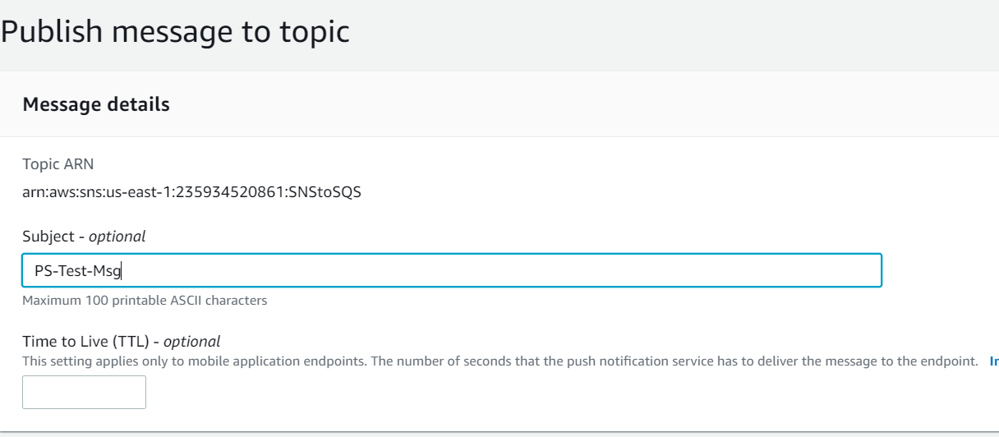 Publish message to topic
Message details
Topic ARN
arn:aws:sns:us-east-1:235934520861:SNStoSQS
Subject - optional
PS-Test-Msg
Maximum 100 printable ASCII characters
Time to Live (TTL) - optional
This setting applies only to mobile application endpoints. The number of seconds that the push notification service has to deliver the message to the endpoint.